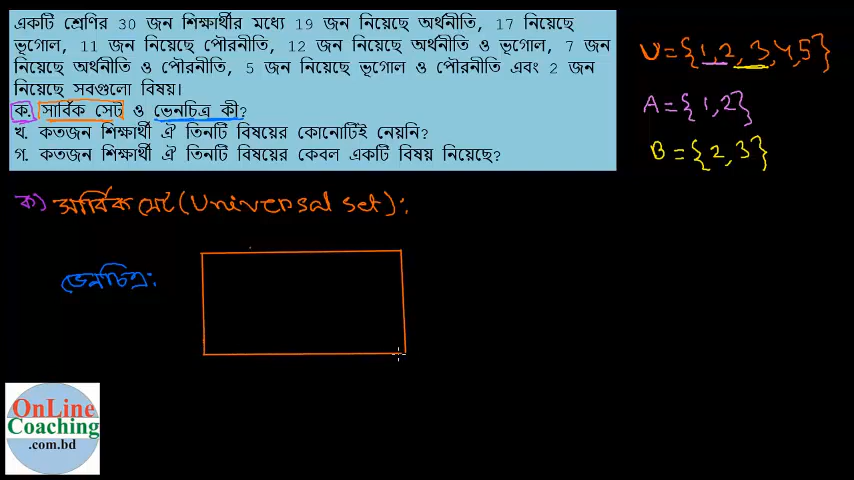 একটি শ্রেণির 30 জন শিক্ষার্থীর মধ্যে 19 জন নিয়েছে অর্থনীতি, 17 নিয়েছে
ভূগোল, 11 জন নিয়েছে পৌরনীতি, 12 জন নিয়েছে অর্থনীতি ও ভূগোল, 7 জন
নিয়েছে অর্থনীতি ও পৌরনীতি, 5 জন নিয়েছে ভূগোল ও পৌরনীতি এবং 2 জন
নিয়েছে সবগুলো বিষয়।
ক. সার্বিক সেট ও ভেনচিত্র কী?
খ. কতজন শিক্ষার্থী ঐ তিনটি বিষয়ের কোনোটিই নেয়নি?
গ. কতজন শিক্ষার্থী ঐ তিনটি বিষয়ের কেবল একটি বিষয় নিয়েছে?
U = {1,2,3,4,5}
A = {1,2}
B = {2,3}
ক) সার্বিক সেট (Universal set):
ভেনচিত্র:
OnLine
Coaching
.com.bd